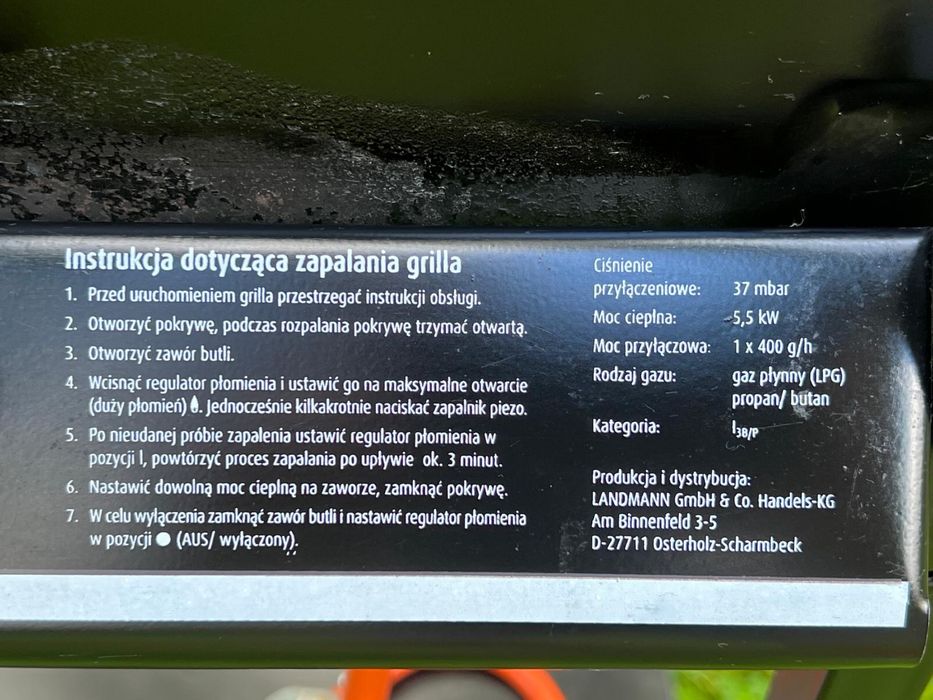 Instrukcja dotycząca zapalania grilla
1. Przed uruchomieniem grilla przestrzegać instrukcji obsługi.
2. Otworzyć pokrywę, podczas rozpalania pokrywę trzymać otwartą.
3. Otworzyć zawór butli.
4. Wcisnąć regulator płomienia i ustawić go na maksymalne otwarcie
(duży płomień). Jednocześnie kilkakrotnie naciskać zapalnik piezo.
5. Po nieudanej próbie zapalenia ustawić regulator płomienia w
pozycji I, powtórzyć proces zapalania po upływie ok. 3 minut.
6. Nastawić dowolną moc cieplną na zaworze, zamknąć pokrywę.
7. W celu wyłączenia zamknąć zawór butli i nastawić regulator płomienia
w pozycji ● (AUS/ wyłączony).
Ciśnienie
przyłączeniowe: 37 mbar
Moc cieplna: 5,5 kW
Moc przyłączowa: 1 x 400 g/h
Rodzaj gazu: gaz płynny (LPG)
propan/ butan
Kategoria: I3B/P
Produkcja i dystrybucja:
LANDMANN GmbH & Co. Handels-KG
Am Binnenfeld 3-5
D-27711 Osterholz-Scharmbeck